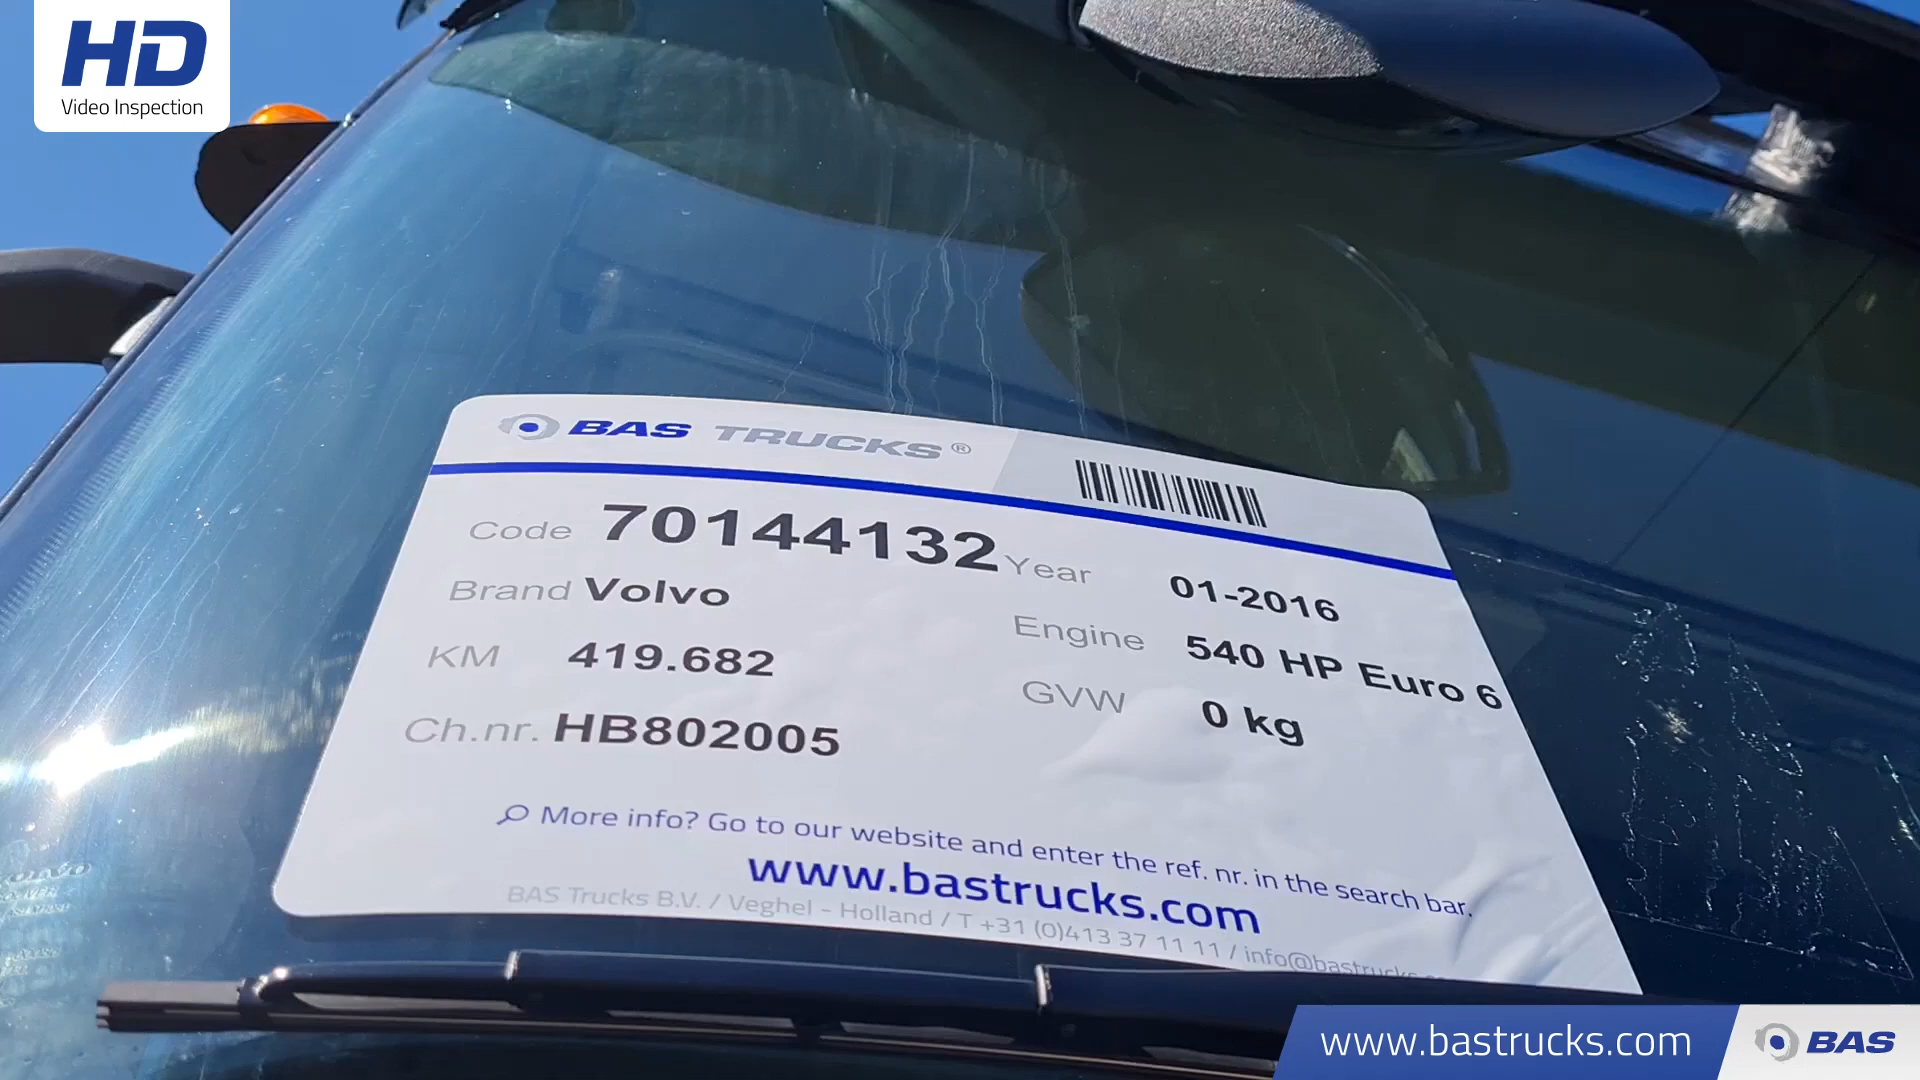 HD
Video Inspection
BAS TRUCKS®
Code 70144132
Year 01-2016
Brand Volvo
Engine 540 HP Euro 6
KM 419.682
GVW 0 kg
Ch.nr. HB802005
More info? Go to our website and enter the ref. nr. in the search bar.
www.bastrucks.com
BAS Trucks B.V. / Veghel - Holland / T +31 (0)413 37 11 11 / info@bastrucks
www.bastrucks.com
BAS